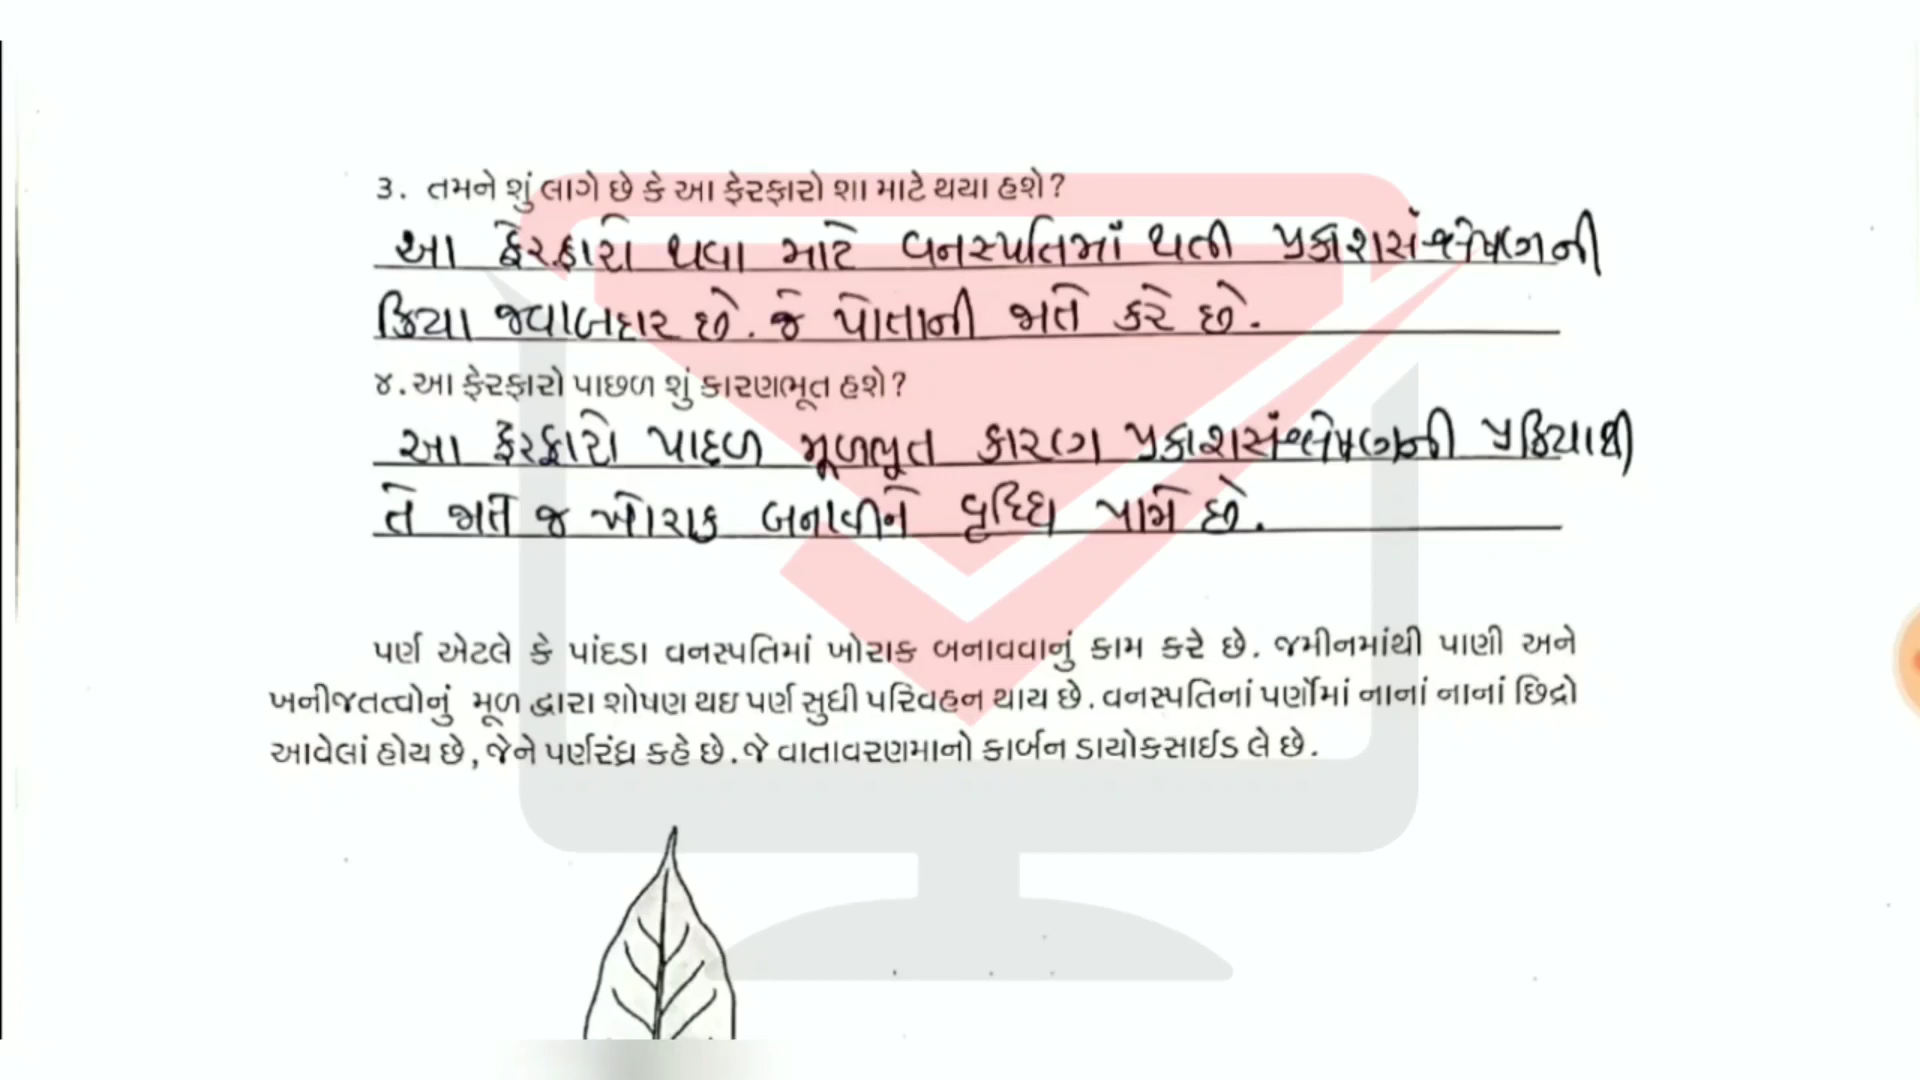 ૩. તમને શું લાગે છે કે આ ફેરફારો શા માટે થયા હશે?
આ ફેરફારો થવા માટે વનસ્પતિમાં થતી પ્રકાશસંશ્લેષણની
ક્રિયા જવાબદાર છે. જે પોતાની જાતે કરે છે.
૪. આ ફેરફારો પાછળ શું કારણભૂત હશે?
આ ફેરફારો પાછળ મૂળભૂત કારણ પ્રકાશસંશ્લેષણની પ્રક્રિયાથી
તે જાતે જ ખોરાક બનાવીને વૃદ્ધિ પામે છે.
પર્ણ એટલે કે પાંદડા વનસ્પતિમાં ખોરાક બનાવવાનું કામ કરે છે. જમીનમાંથી પાણી અને
ખનીજતત્વોનું મૂળ દ્વારા શોષણ થઇ પર્ણ સુધી પરિવહન થાય છે. વનસ્પતિનાં પર્ણોમાં નાનાં નાનાં છિદ્રો
આવેલાં હોય છે, જેને પર્ણરંધ્ર કહે છે. જે વાતાવરણમાનો કાર્બન ડાયોકસાઈડ લે છે.